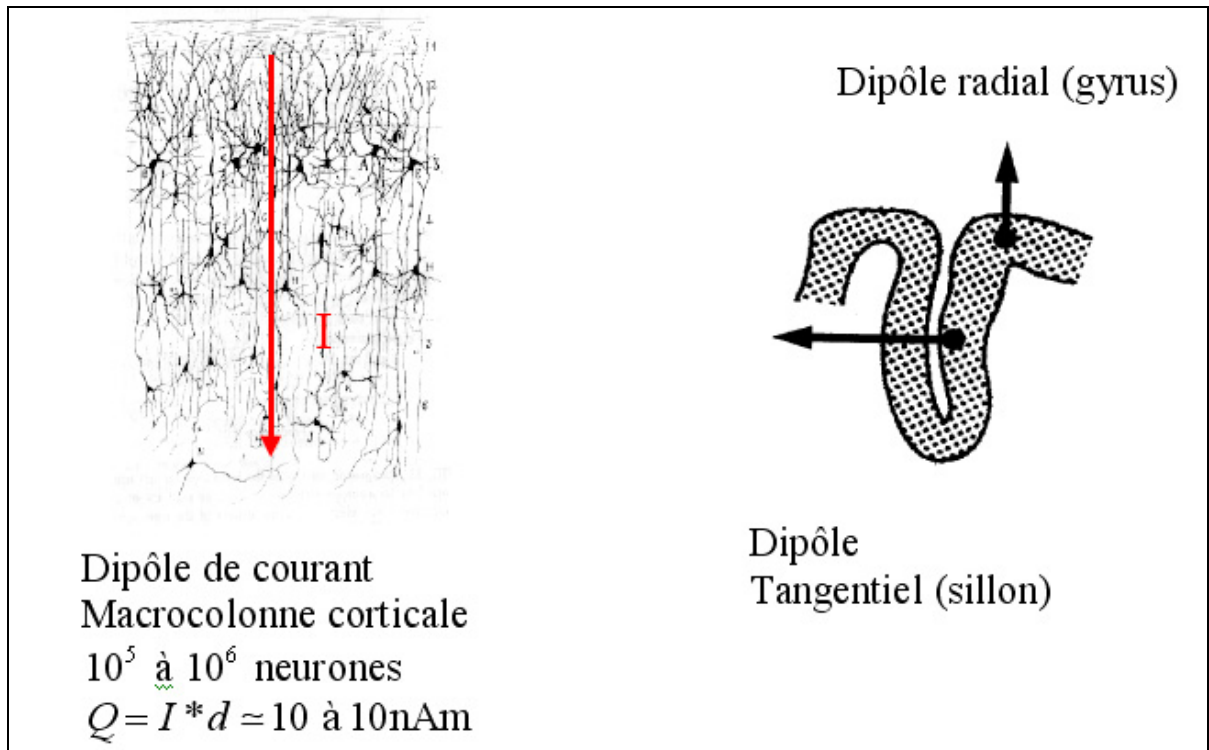 I
Dipôle de courant
Macrocolonne corticale
10⁵ à 10⁶ neurones
Q = I * d ≃ 10 à 10nAm
Dipôle radial (gyrus)
Dipôle
Tangentiel (sillon)